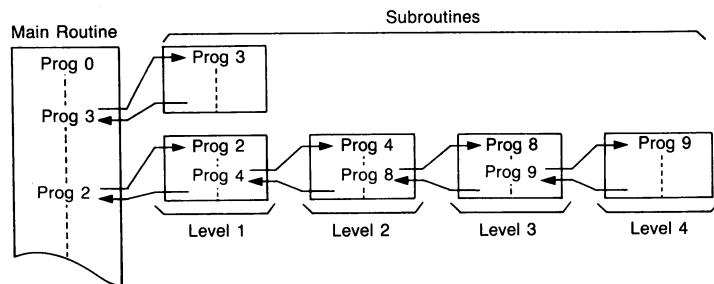 Subroutines
Main Routine
Prog 0
Prog 3
Prog 3
Prog 2
Prog 4
Prog 8
Prog 9
Prog 4
Prog 8
Prog 9
Prog 2
Level 1
Level 2
Level 3
Level 4